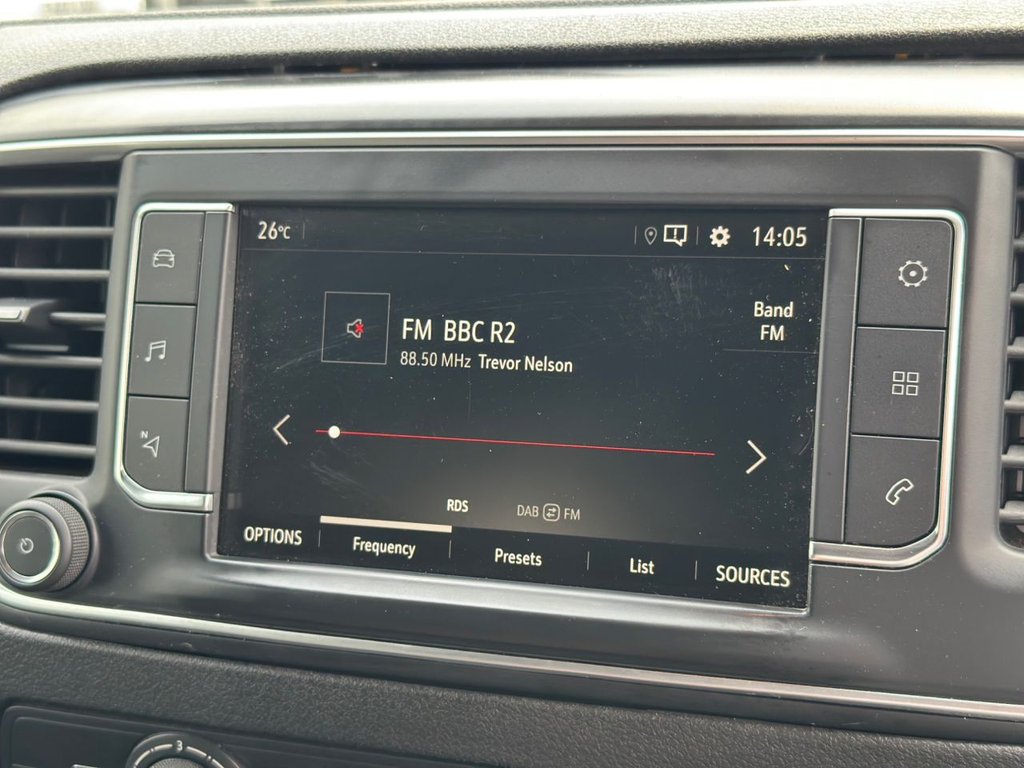 26°C
14:05
FM BBC R2
88.50 MHz Trevor Nelson
Band
FM
N
RDS
DAB FM
OPTIONS
Frequency
Presets
List
SOURCES
3